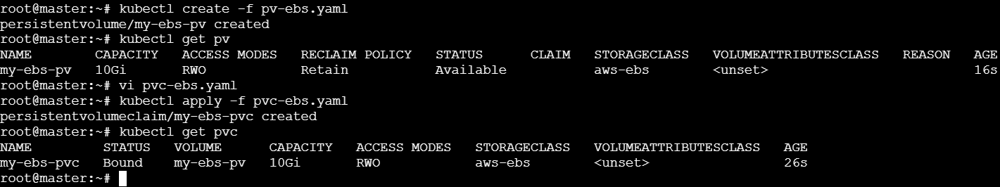 root@master:~# kubectl create -f pv-ebs.yaml
persistentvolume/my-ebs-pv created
root@master:~# kubectl get pv
NAME        CAPACITY   ACCESS MODES   RECLAIM POLICY   STATUS      CLAIM   STORAGECLASS   VOLUMEATTRIBUTESCLASS   REASON   AGE
my-ebs-pv   10Gi       RWO            Retain           Available           aws-ebs        <unset>                          16s
root@master:~# vi pvc-ebs.yaml
root@master:~# kubectl apply -f pvc-ebs.yaml
persistentvolumeclaim/my-ebs-pvc created
root@master:~# kubectl get pvc
NAME         STATUS   VOLUME      CAPACITY   ACCESS MODES   STORAGECLASS   VOLUMEATTRIBUTESCLASS   AGE
my-ebs-pvc   Bound    my-ebs-pv   10Gi       RWO            aws-ebs        <unset>                 26s
root@master:~#